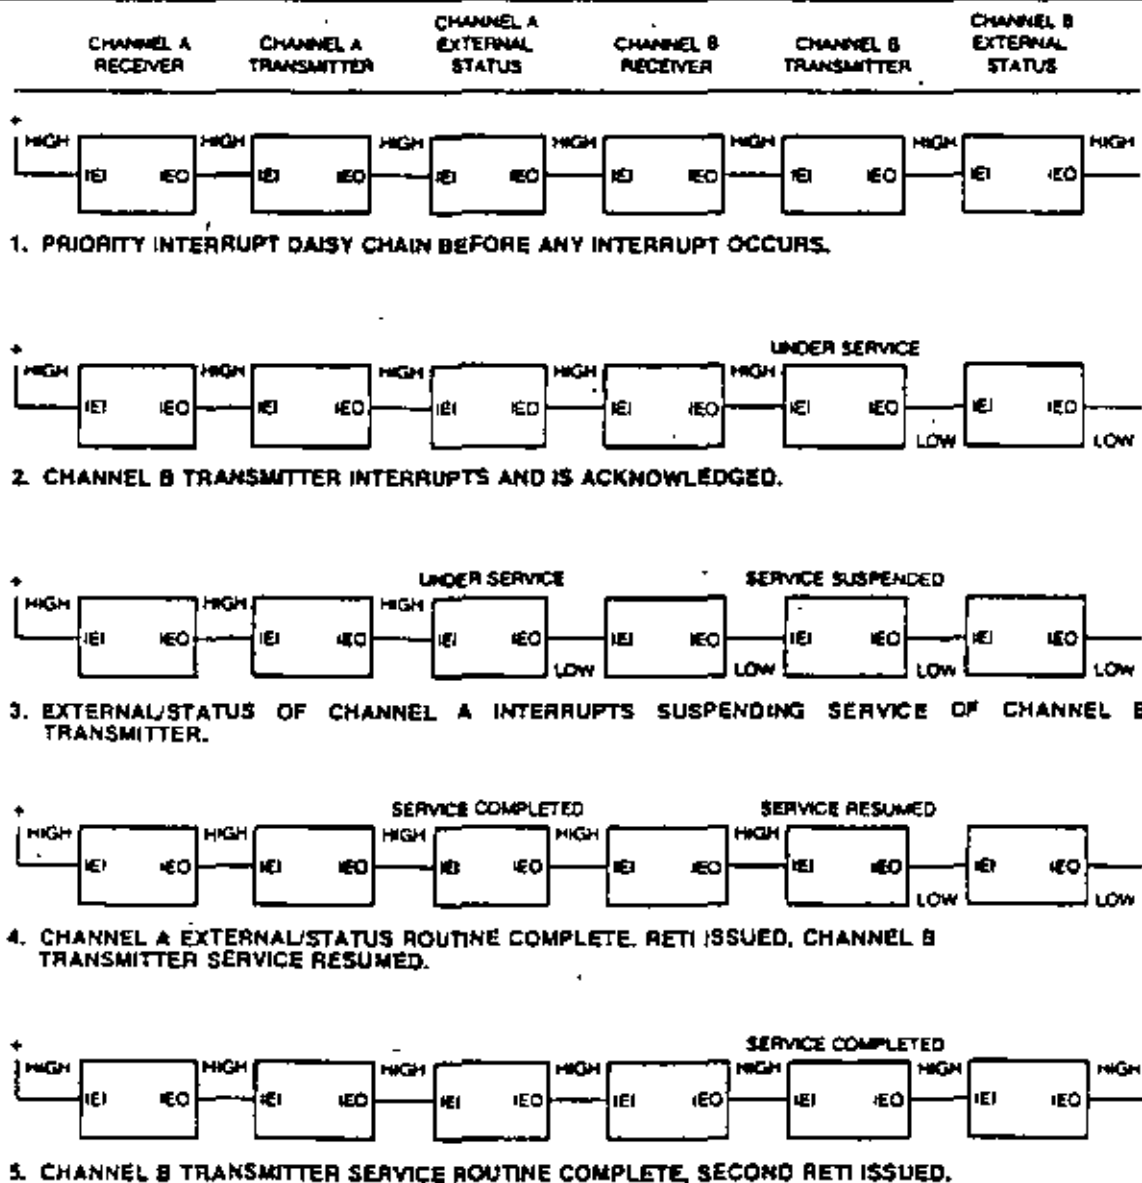 CHANNEL A RECEIVER
CHANNEL A TRANSMITTER
CHANNEL A EXTERNAL STATUS
CHANNEL B RECEIVER
CHANNEL B TRANSMITTER
CHANNEL B EXTERNAL STATUS
+
HIGH HIGH HIGH HIGH HIGH HIGH HIGH
IEI IEO IEI IEO IEI IEO IEI IEO IEI IEO IEI IEO
1. PRIORITY INTERRUPT DAISY CHAIN BEFORE ANY INTERRUPT OCCURS.
UNDER SERVICE
+
HIGH HIGH HIGH HIGH HIGH
IEI IEO IEI IEO IEI IEO IEI IEO IEI IEO IEI IEO
LOW LOW
2. CHANNEL B TRANSMITTER INTERRUPTS AND IS ACKNOWLEDGED.
UNDER SERVICE SERVICE SUSPENDED
+
HIGH HIGH HIGH
IEI IEO IEI IEO IEI IEO IEI IEO IEI IEO IEI IEO
LOW LOW LOW LOW
3. EXTERNAL/STATUS OF CHANNEL A INTERRUPTS SUSPENDING SERVICE OF CHANNEL B
TRANSMITTER.
SERVICE COMPLETED SERVICE RESUMED
+
HIGH HIGH HIGH HIGH HIGH
IEI IEO IEI IEO IEI IEO IEI IEO IEI IEO IEI IEO
LOW LOW
4. CHANNEL A EXTERNAL/STATUS ROUTINE COMPLETE. RETI ISSUED, CHANNEL B
TRANSMITTER SERVICE RESUMED.
SERVICE COMPLETED
+
HIGH HIGH HIGH HIGH HIGH HIGH HIGH
IEI IEO IEI IEO IEI IEO IEI IEO IEI IEO IEI IEO
5. CHANNEL B TRANSMITTER SERVICE ROUTINE COMPLETE, SECOND RETI ISSUED.